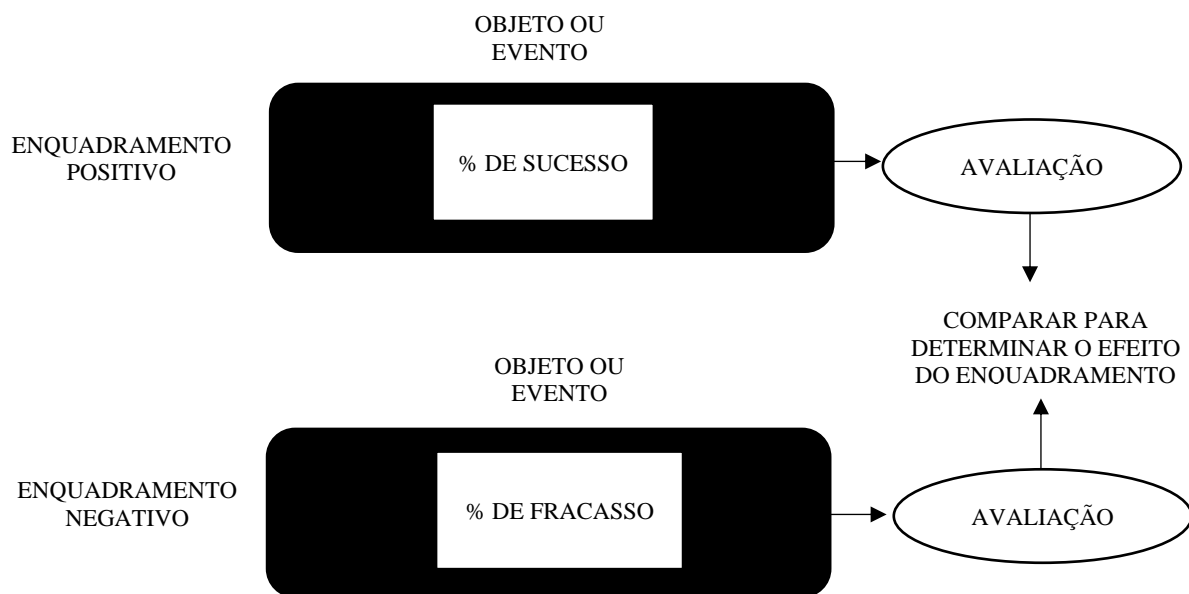 OBJETO OU
EVENTO
ENQUADRAMENTO
POSITIVO
% DE SUCESSO
AVALIAÇÃO
COMPARAR PARA
DETERMINAR O EFEITO
DO ENQUADRAMENTO
OBJETO OU
EVENTO
ENQUADRAMENTO
NEGATIVO
% DE FRACASSO
AVALIAÇÃO